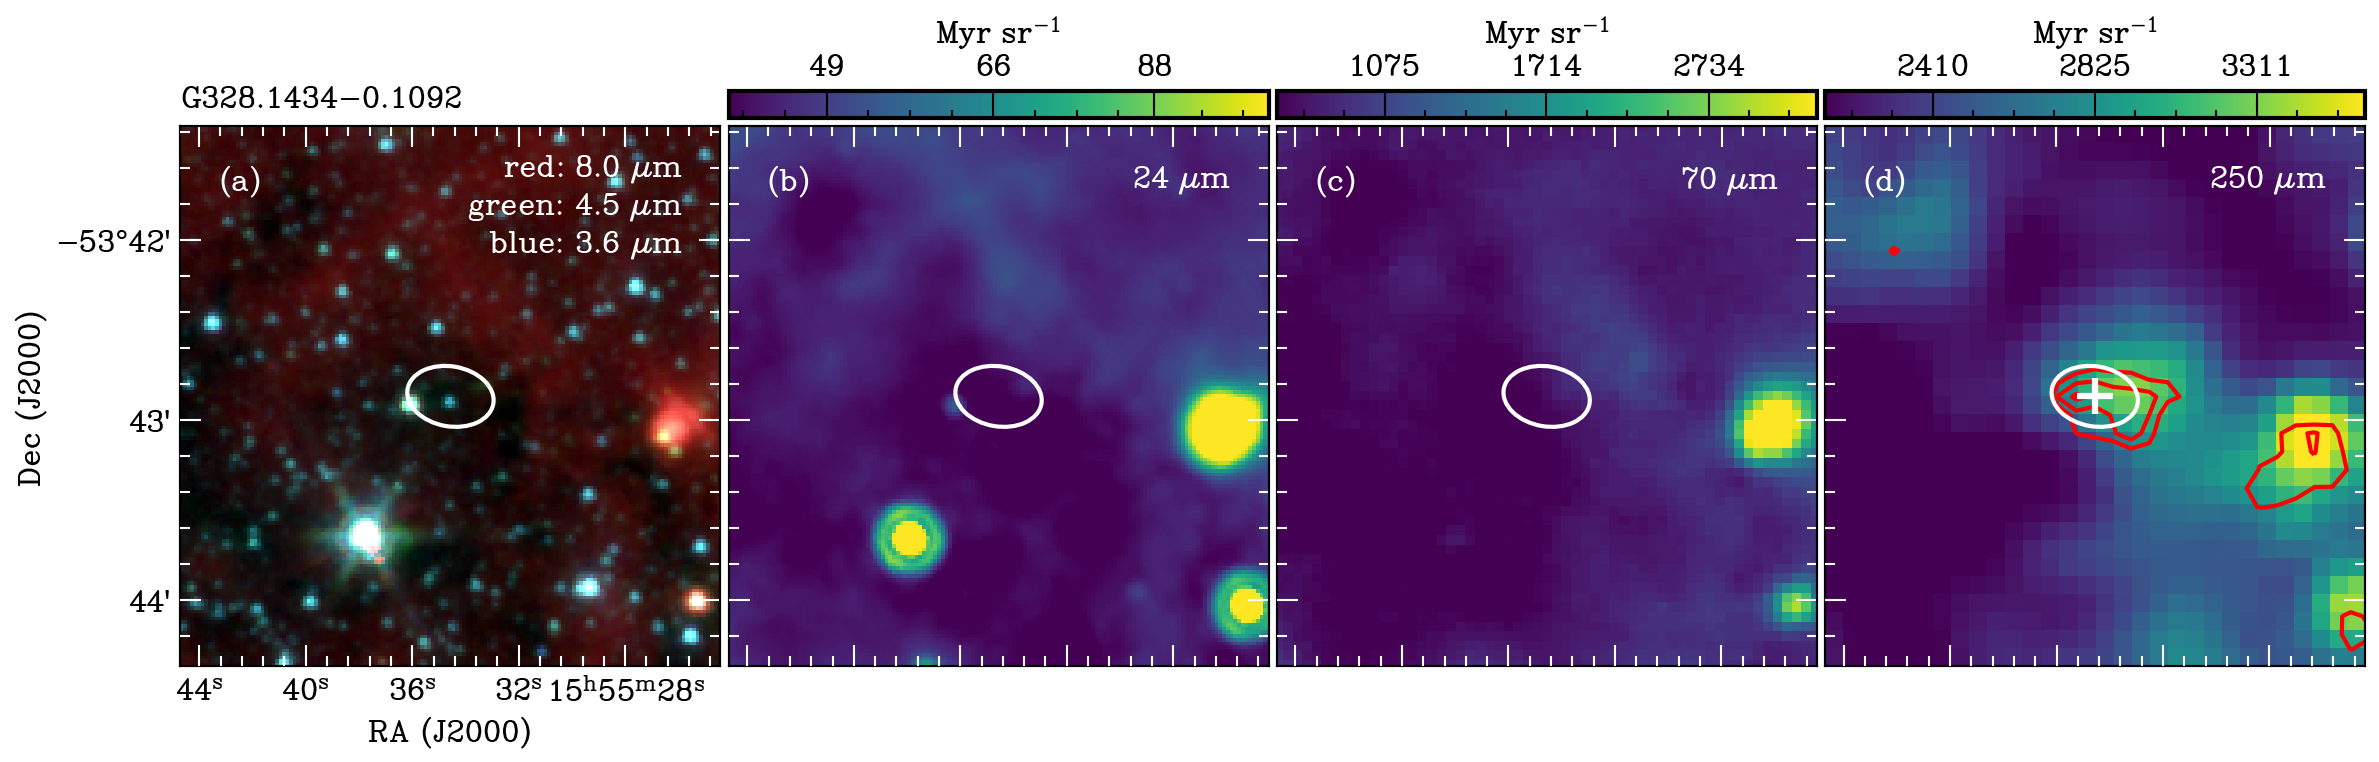 Myr sr⁻¹
49 66 88
Myr sr⁻¹
1075 1714 2734
Myr sr⁻¹
2410 2825 3311
G328.1434−0.1092
(a)
red: 8.0 μm
green: 4.5 μm
blue: 3.6 μm
(b)
24 μm
(c)
70 μm
(d)
250 μm
Dec (J2000)
−53°42'
43'
44'
44ˢ 40ˢ 36ˢ 32ˢ 15ʰ55ᵐ28ˢ
RA (J2000)